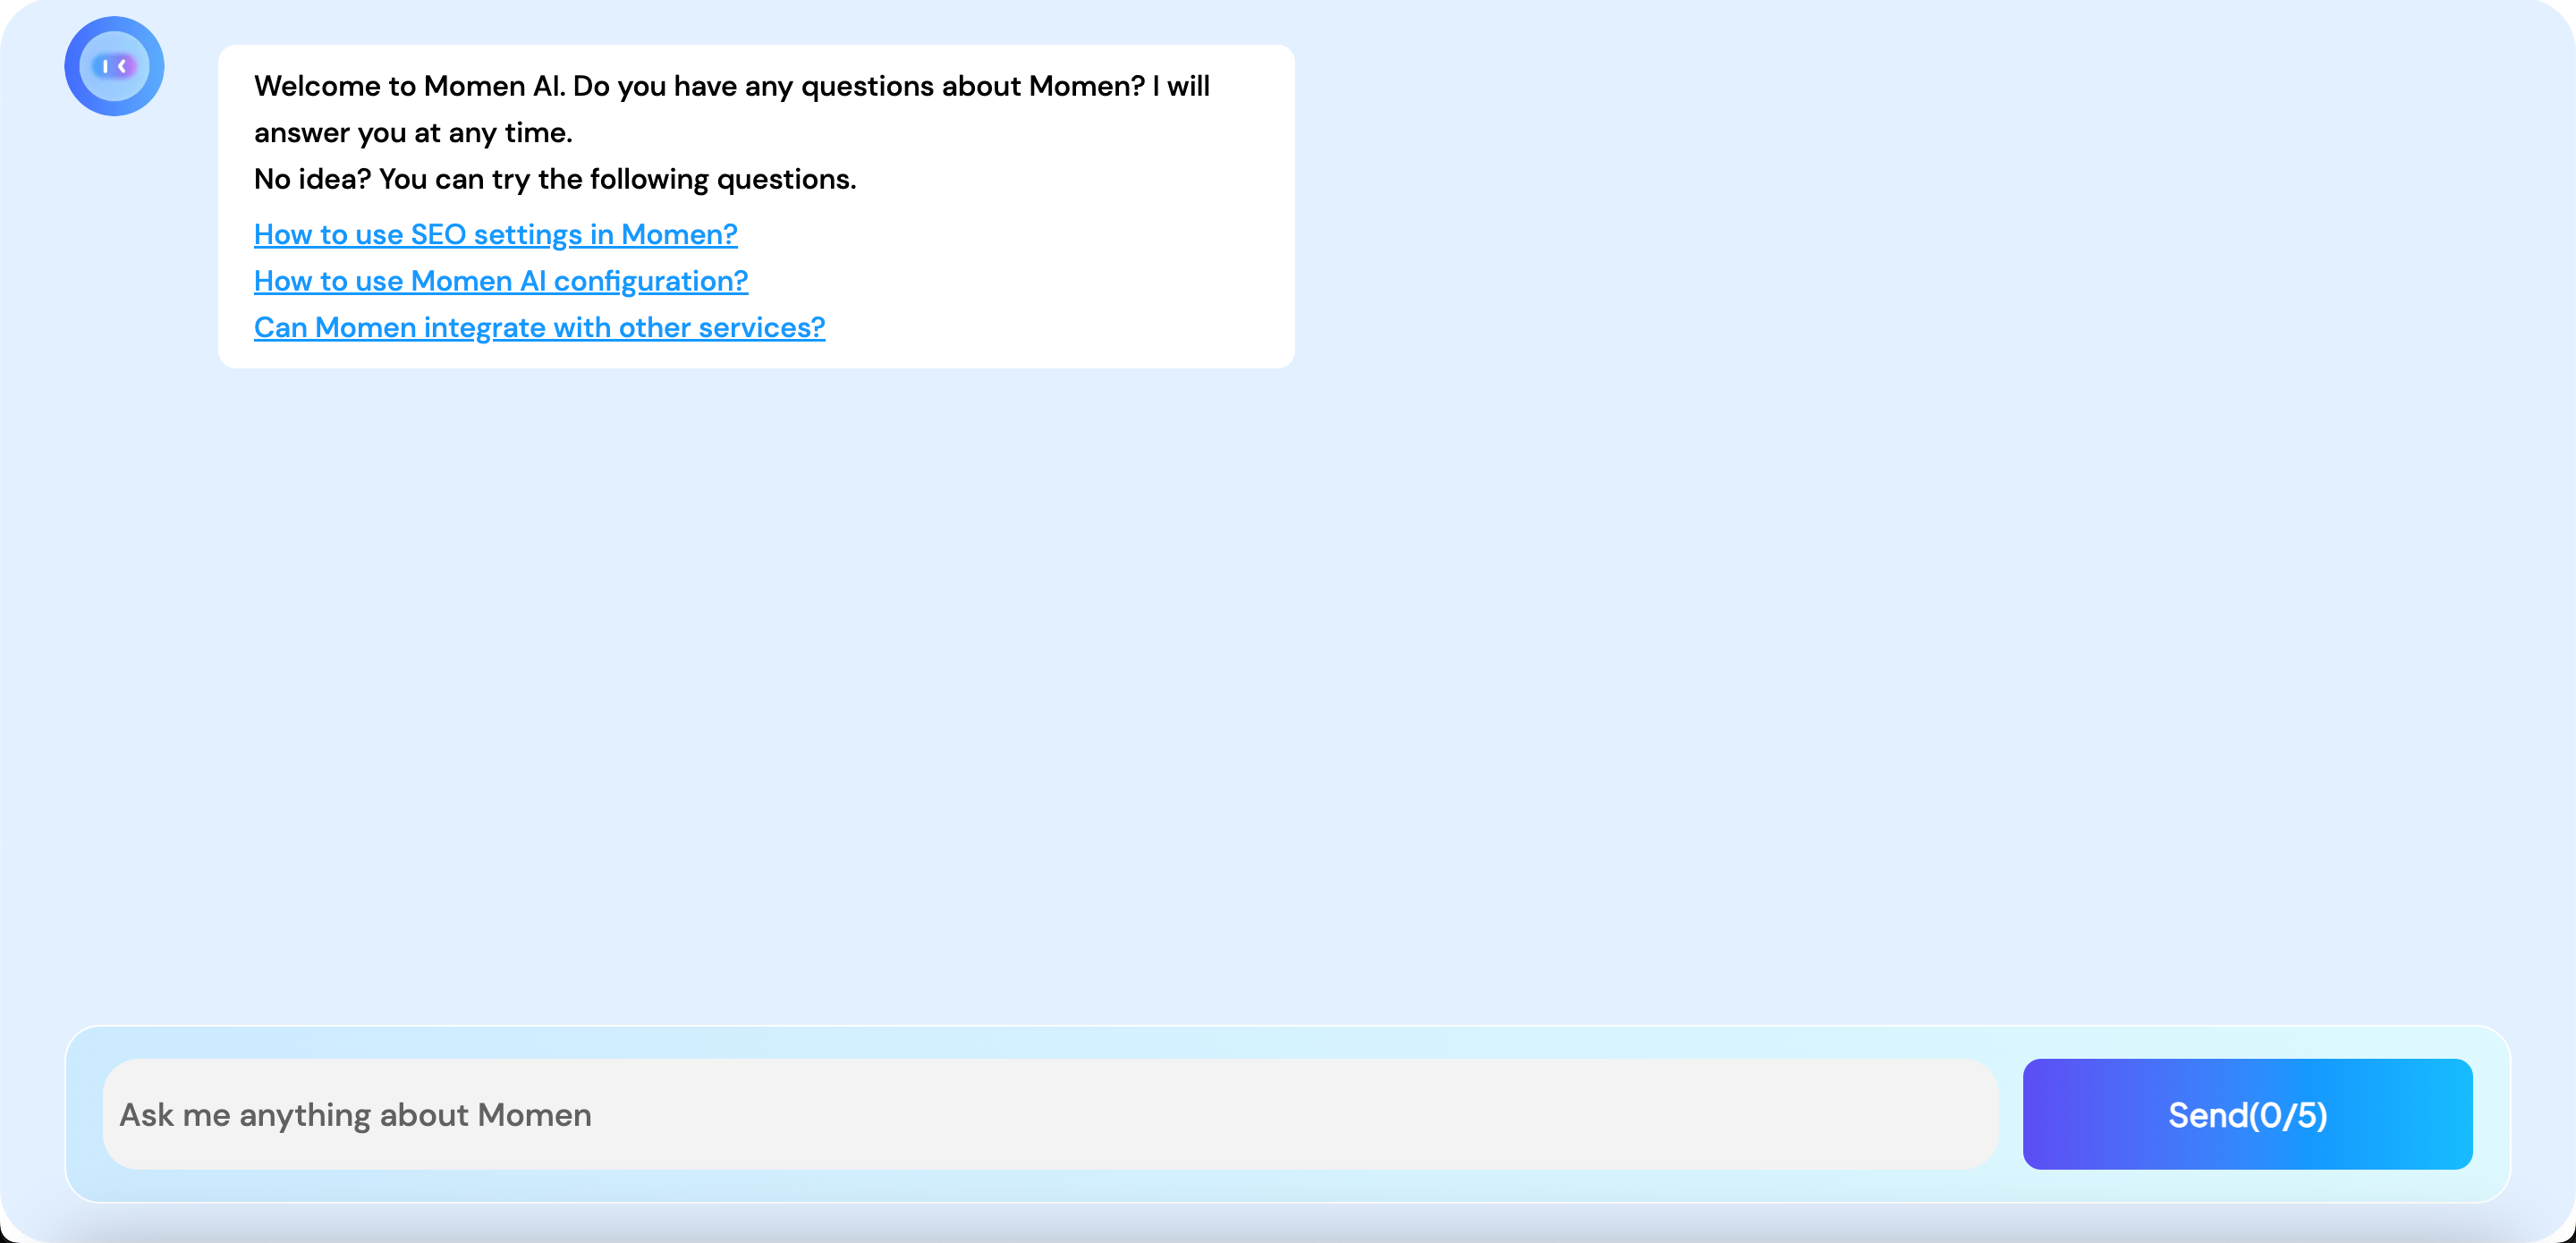 Welcome to Momen AI. Do you have any questions about Momen? I will
answer you at any time.
No idea? You can try the following questions.
How to use SEO settings in Momen?
How to use Momen AI configuration?
Can Momen integrate with other services?
Ask me anything about Momen
Send(0/5)